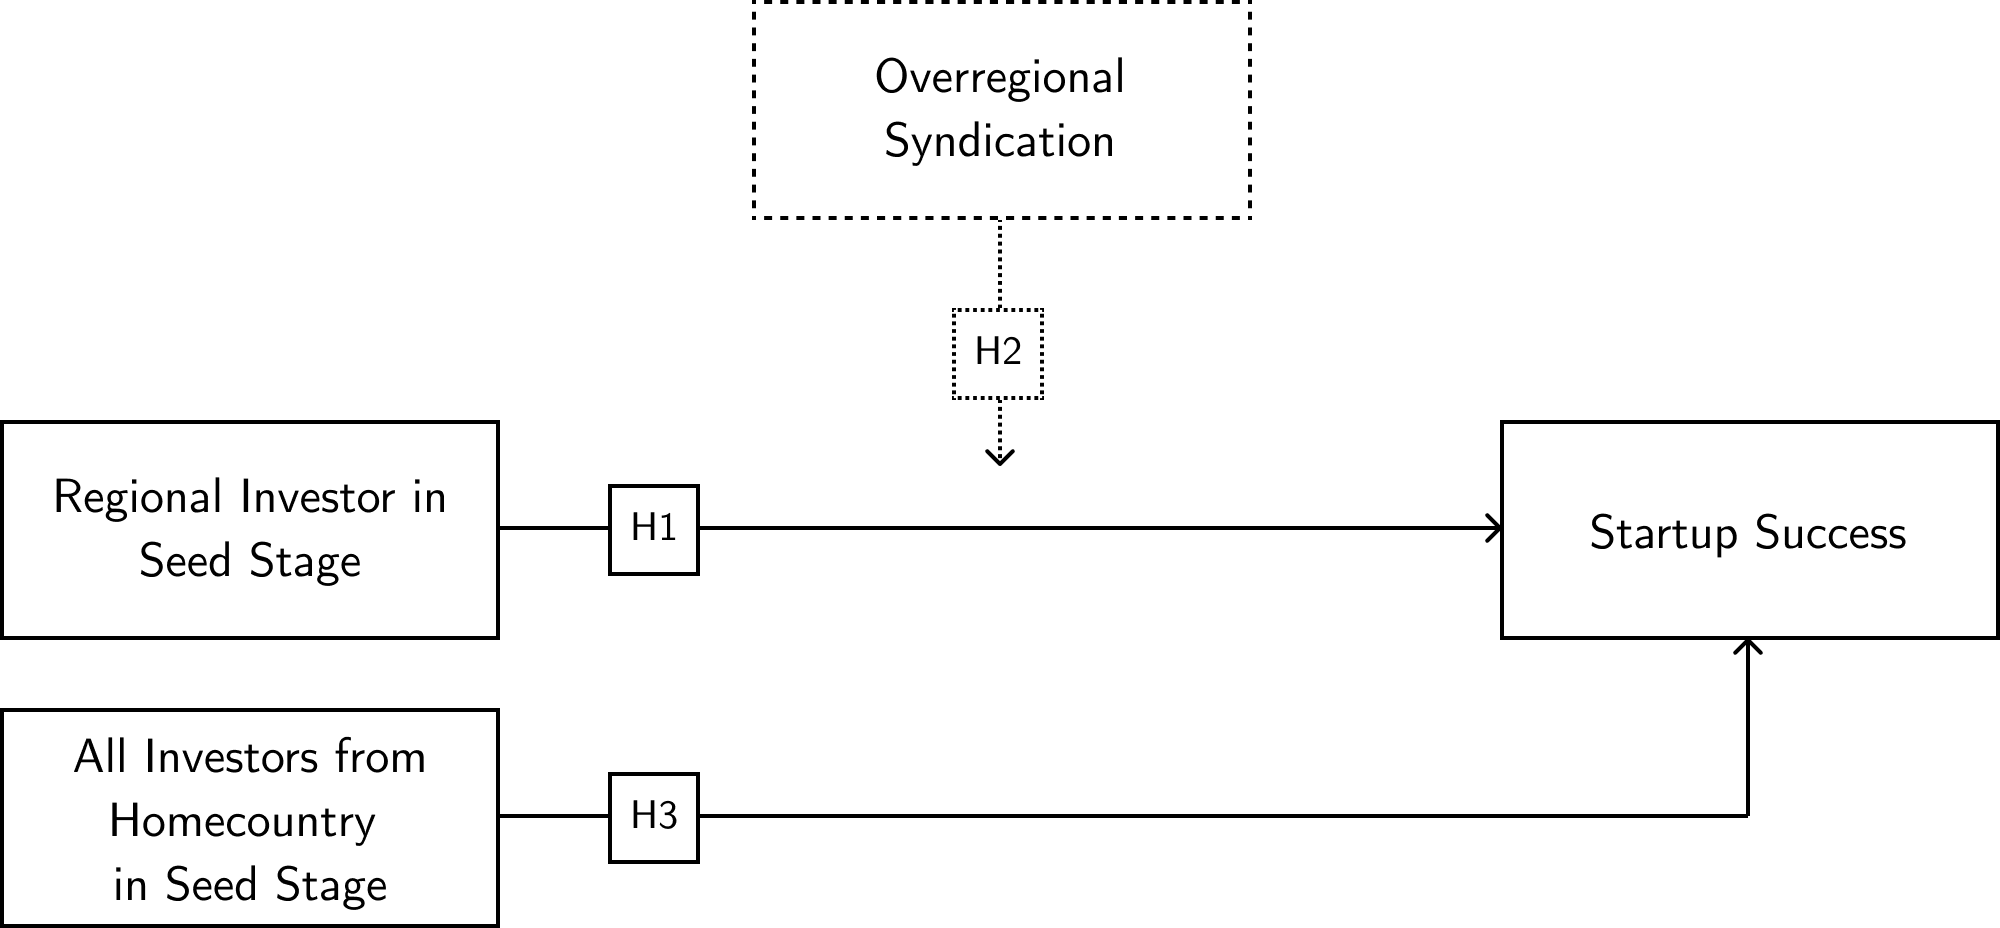 Overregional
Syndication
H2
Regional Investor in
Seed Stage
H1
Startup Success
All Investors from
Homecountry
in Seed Stage
H3